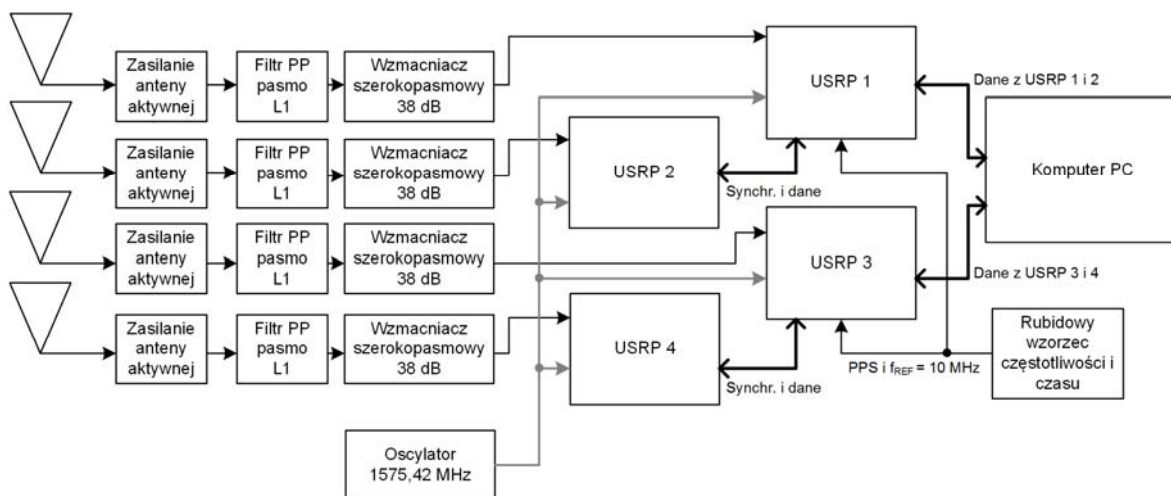 Zasilanie
anteny
aktywnej
Filtr PP
pasmo
L1
Wzmacniacz
szerokopasmowy
38 dB
USRP 1
Dane z USRP 1 i 2
Zasilanie
anteny
aktywnej
Filtr PP
pasmo
L1
Wzmacniacz
szerokopasmowy
38 dB
USRP 2
Synchr. i dane
Komputer PC
Zasilanie
anteny
aktywnej
Filtr PP
pasmo
L1
Wzmacniacz
szerokopasmowy
38 dB
USRP 3
Dane z USRP 3 i 4
Zasilanie
anteny
aktywnej
Filtr PP
pasmo
L1
Wzmacniacz
szerokopasmowy
38 dB
USRP 4
Synchr. i dane
PPS i fREF = 10 MHz
Rubidowy
wzorzec
częstotliwości i
czasu
Oscylator
1575,42 MHz